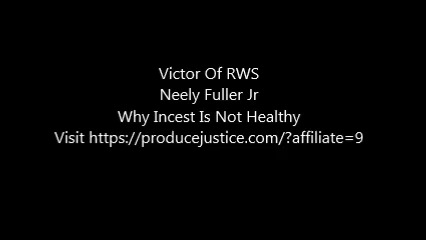 Victor Of RWS
Neely Fuller Jr
Why Incest Is Not Healthy
Visit https://producejustice.com/?affiliate=9